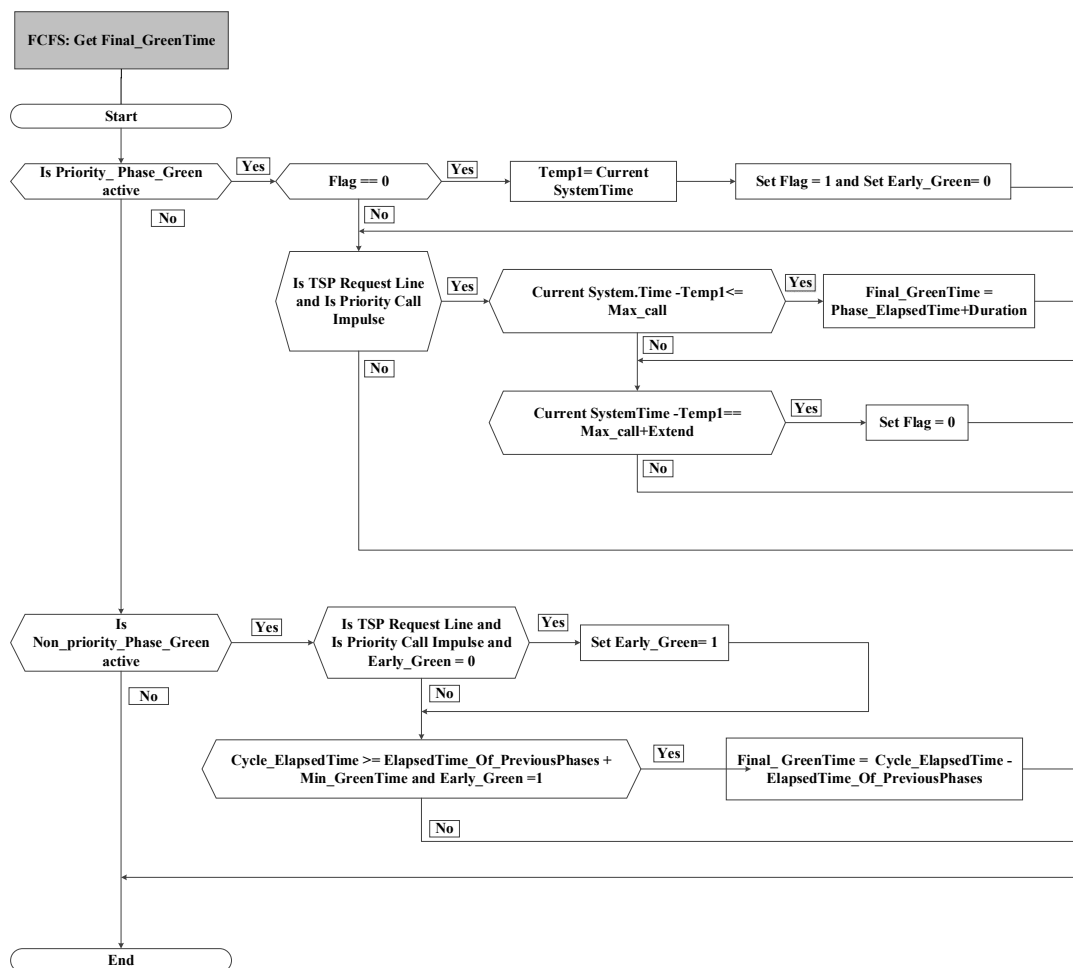 FCFS: Get Final_GreenTime
Start
Is Priority_ Phase_Green
active
Yes
Flag == 0
Yes
Temp1= Current
SystemTime
Set Flag = 1 and Set Early_Green= 0
No
No
Is TSP Request Line
and Is Priority Call
Impulse
Yes
Current System.Time -Temp1<=
Max_call
Yes
Final_GreenTime =
Phase_ElapsedTime+Duration
No
No
Current SystemTime -Temp1==
Max_call+Extend
Yes
Set Flag = 0
No
Is
Non_priority_Phase_Green
active
Yes
Is TSP Request Line and
Is Priority Call Impulse and
Early_Green = 0
Yes
Set Early_Green= 1
No
No
Cycle_ElapsedTime >= ElapsedTime_Of_PreviousPhases +
Min_GreenTime and Early_Green =1
Yes
Final_ GreenTime = Cycle_ElapsedTime -
ElapsedTime_Of_PreviousPhases
No
End